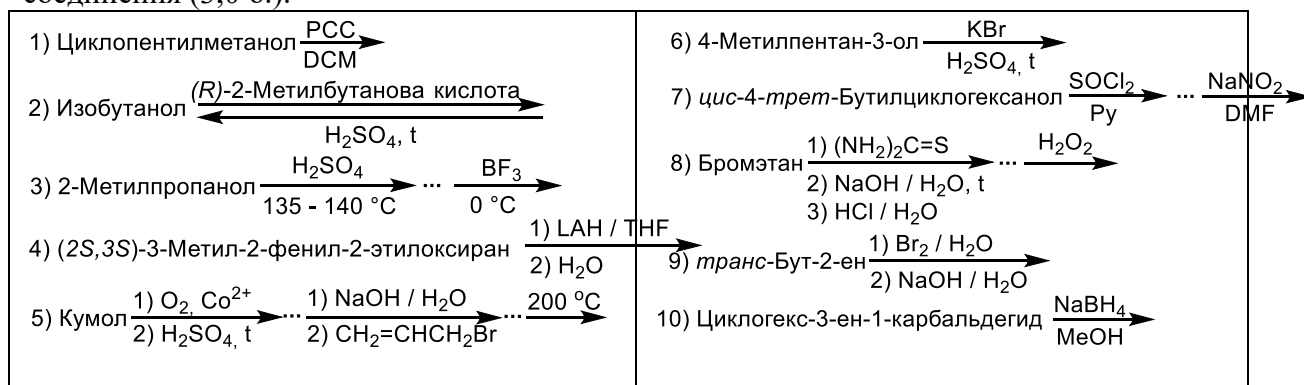 соединения (3,0 б.).
1) Циклопентилметанол PCC
DCM
2) Изобутанол (R)-2-Метилбутанова кислота
H2SO4, t
3) 2-Метилпропанол H2SO4 ... BF3
135 - 140 °C 0 °C
4) (2S,3S)-3-Метил-2-фенил-2-этилоксиран 1) LAH / THF
2) H2O
5) Кумол 1) O2, Co2+ ... 1) NaOH / H2O ... 200 °C
2) H2SO4, t 2) CH2=CHCH2Br
6) 4-Метилпентан-3-ол KBr
H2SO4, t
7) цис-4-трет-Бутилциклогексанол SOCl2 ... NaNO2
Py DMF
8) Бромэтан 1) (NH2)2C=S ... H2O2
2) NaOH / H2O, t
3) HCl / H2O
9) транс-Бут-2-ен 1) Br2 / H2O
2) NaOH / H2O
10) Циклогекс-3-ен-1-карбальдегид NaBH4
MeOH